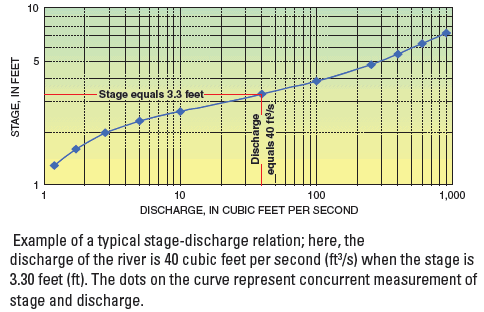 10
5
1
STAGE, IN FEET
Stage equals 3.3 feet
Discharge
equals 40 ft³/s
1 10 100 1,000
DISCHARGE, IN CUBIC FEET PER SECOND
Example of a typical stage-discharge relation; here, the
discharge of the river is 40 cubic feet per second (ft³/s) when the stage is
3.30 feet (ft). The dots on the curve represent concurrent measurement of
stage and discharge.